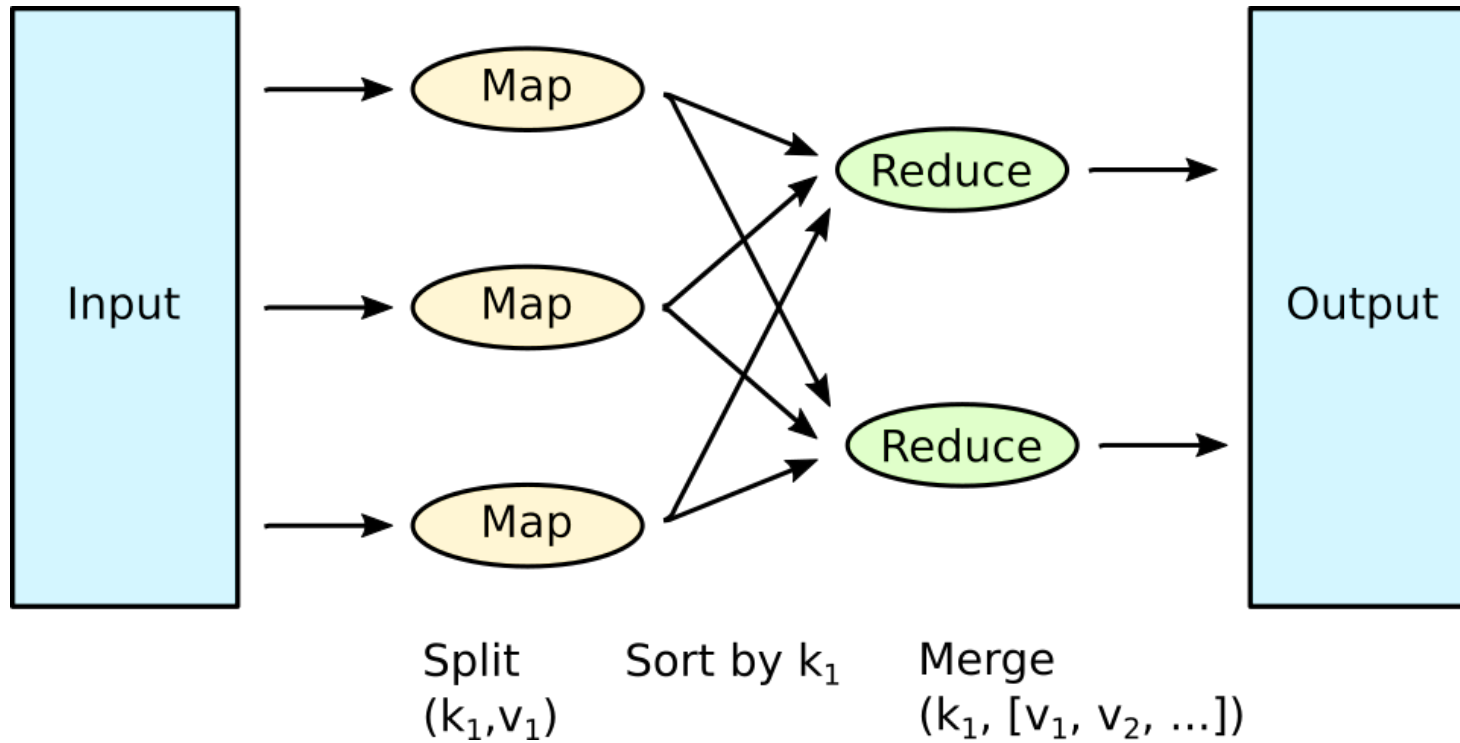 Map
Reduce
Input
Map
Output
Reduce
Map
Split
(k₁,v₁)
Sort by k₁
Merge
(k₁, [v₁, v₂, ...])